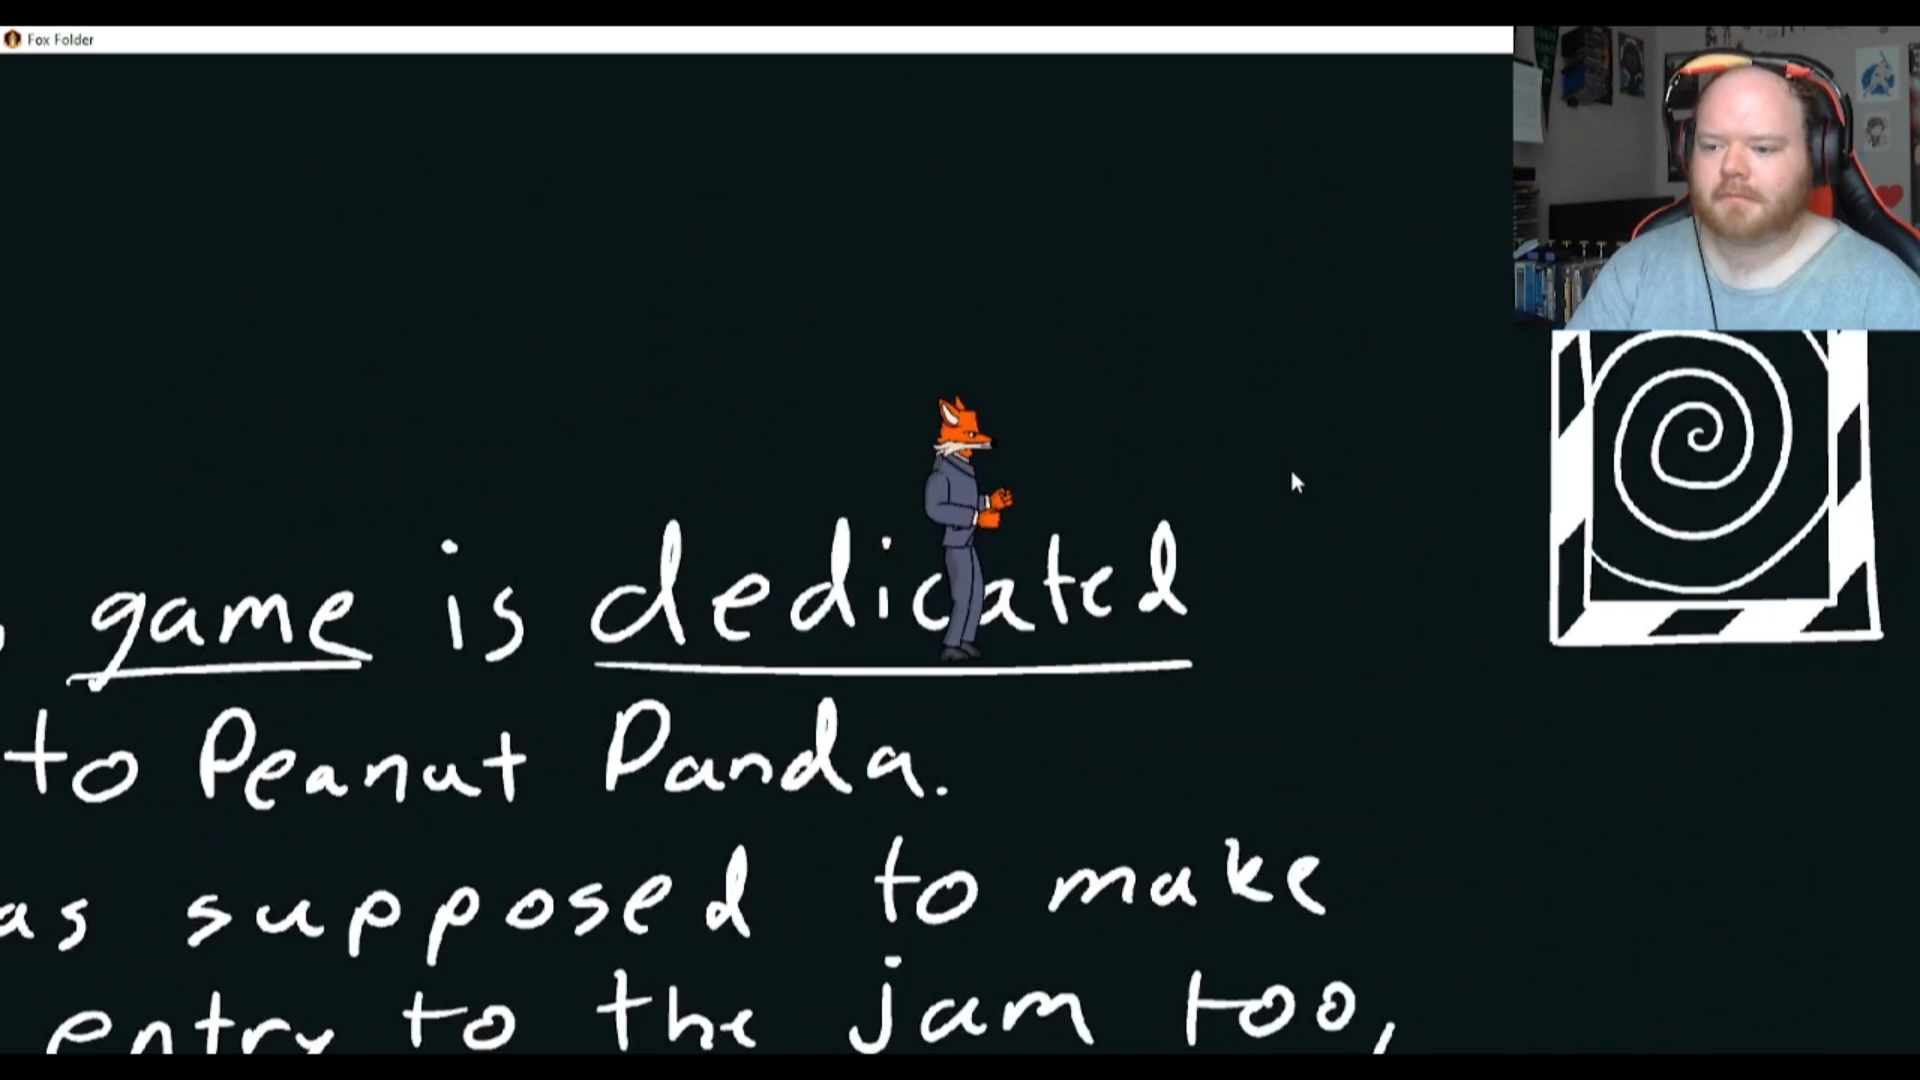 Fox Folder
game is dedicated
to Peanut Panda.
as supposed to make
entry to the jam too,